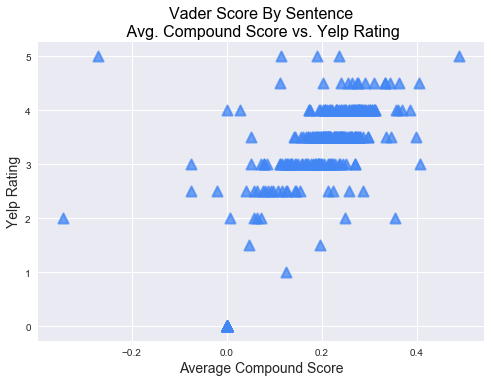 Vader Score By Sentence
Avg. Compound Score vs. Yelp Rating
Yelp Rating
5
4
3
2
1
0
−0.2
0.0
0.2
0.4
Average Compound Score